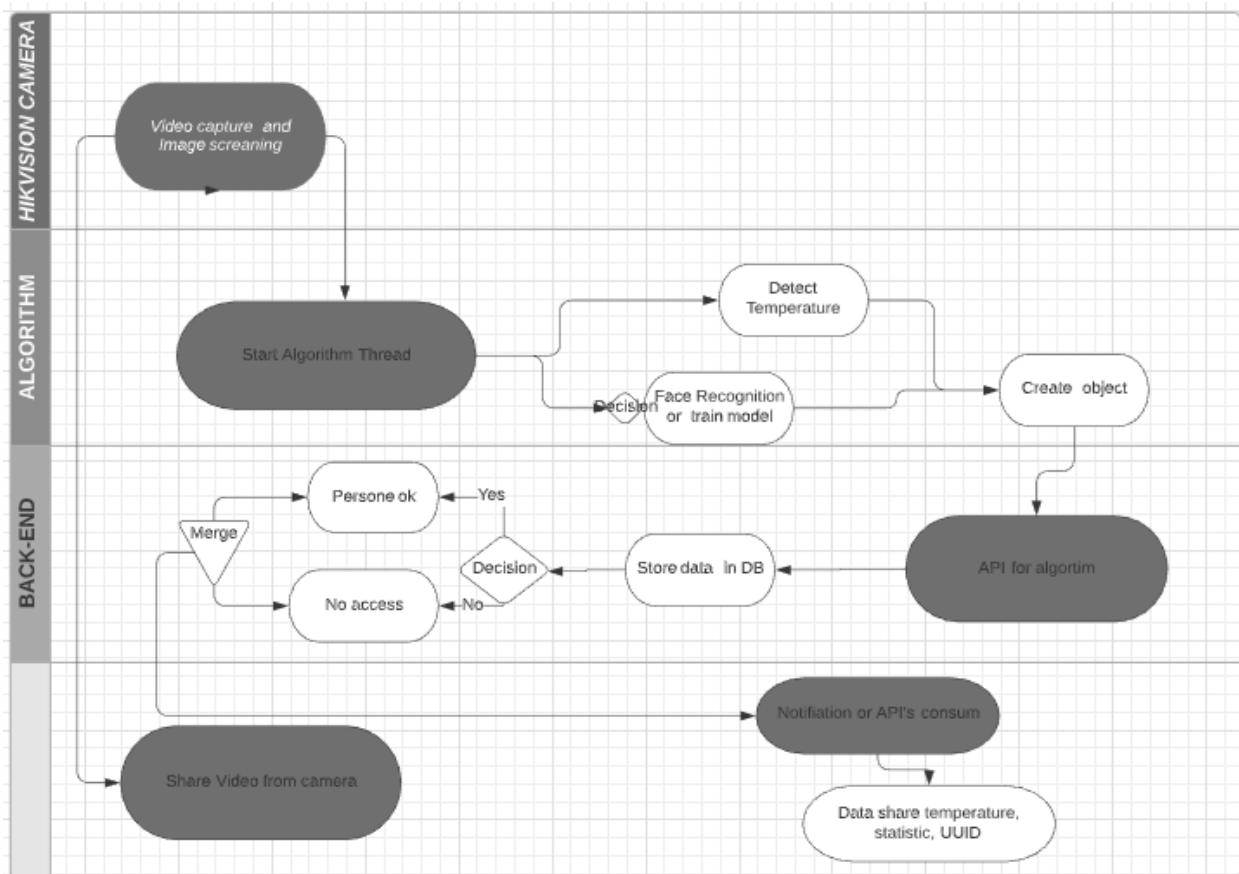 HIKVISION CAMERA
Video capture and
Image screaning
ALGORITHM
Detect
Temperature
Start Algorithm Thread
Decision
Face Recognition
or train model
Create object
BACK-END
Persone ok
Yes
Merge
Decision
Store data in DB
API for algortim
No access
No
Notifiation or API's consum
Share Video from camera
Data share temperature,
statistic, UUID